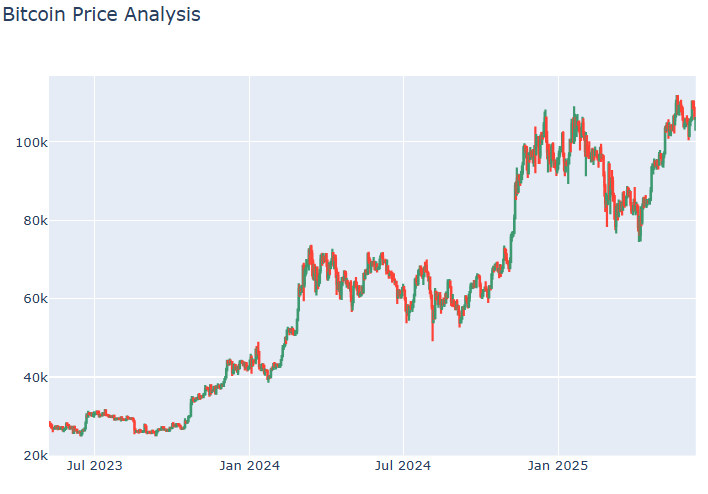 Bitcoin Price Analysis
100k
80k
60k
40k
20k
Jul 2023
Jan 2024
Jul 2024
Jan 2025